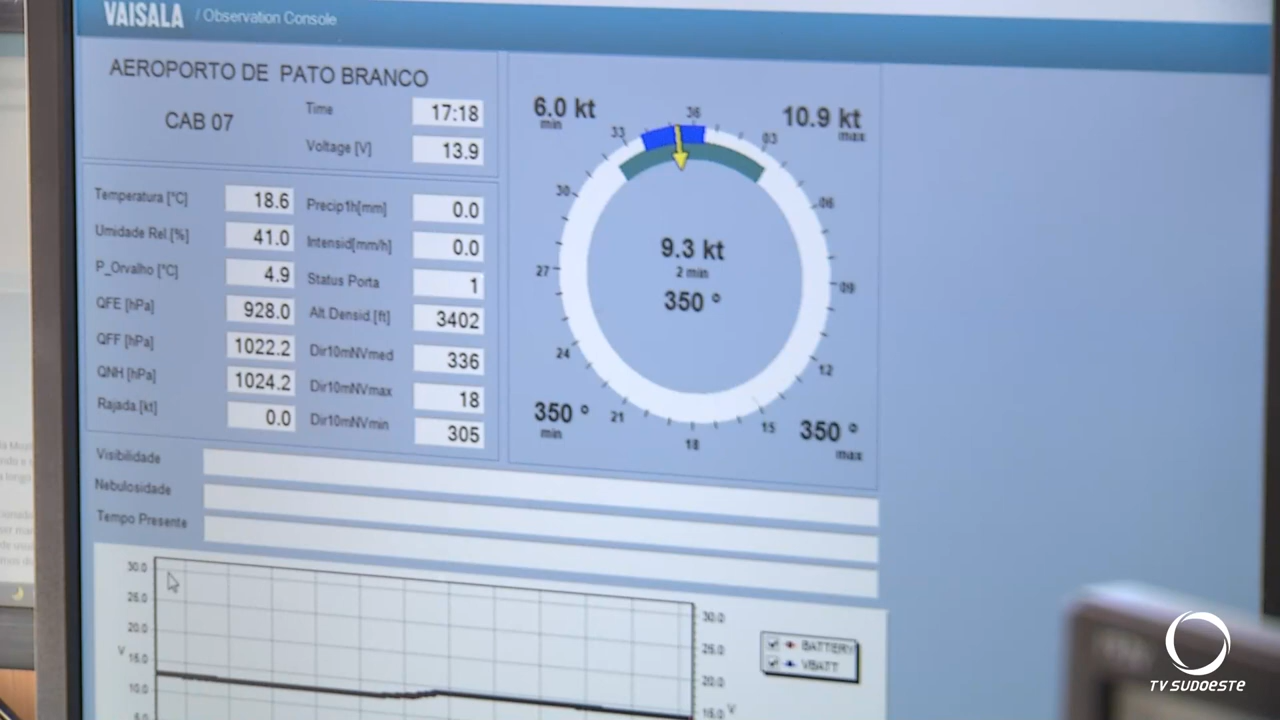 VAISALA / Observation Console
AEROPORTO DE PATO BRANCO
CAB 07
Time 17:18
Voltage [V] 13.9
Temperatura [°C] 18.6
Umidade Rel.[%] 41.0
P_Orvalho [°C] 4.9
QFE [hPa] 928.0
QFF [hPa] 1022.2
QNH [hPa] 1024.2
Rajada [kt] 0.0
Precip1h[mm] 0.0
Intensid[mm/h] 0.0
Status Porta 1
Alt.Densid.[ft] 3402
Dir10mNVmed 336
Dir10mNVmax 18
Dir10mNVmin 305
6.0 kt
min
10.9 kt
max
36
03
06
09
12
15
18
21
24
27
30
33
9.3 kt
2 min
350 °
350 °
min
350 °
max
Visibilidade
Nebulosidade
Tempo Presente
30.0
25.0
20.0
V 15.0
10.0
5.0
30.0
25.0
20.0
15.0 V
BATTERY
VBATT
TV SUDOESTE